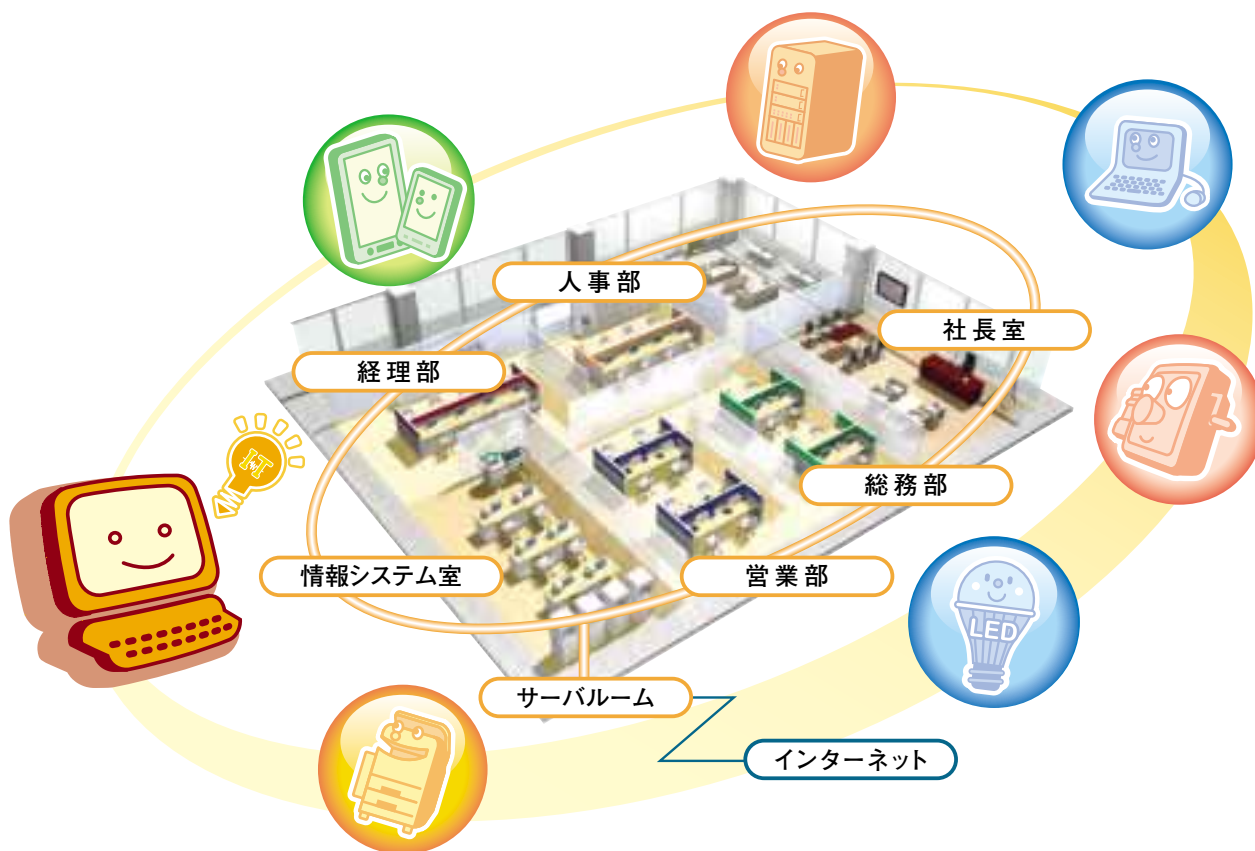 人事部
社長室
経理部
総務部
情報システム室
営業部
LED
サーバルーム
インターネット